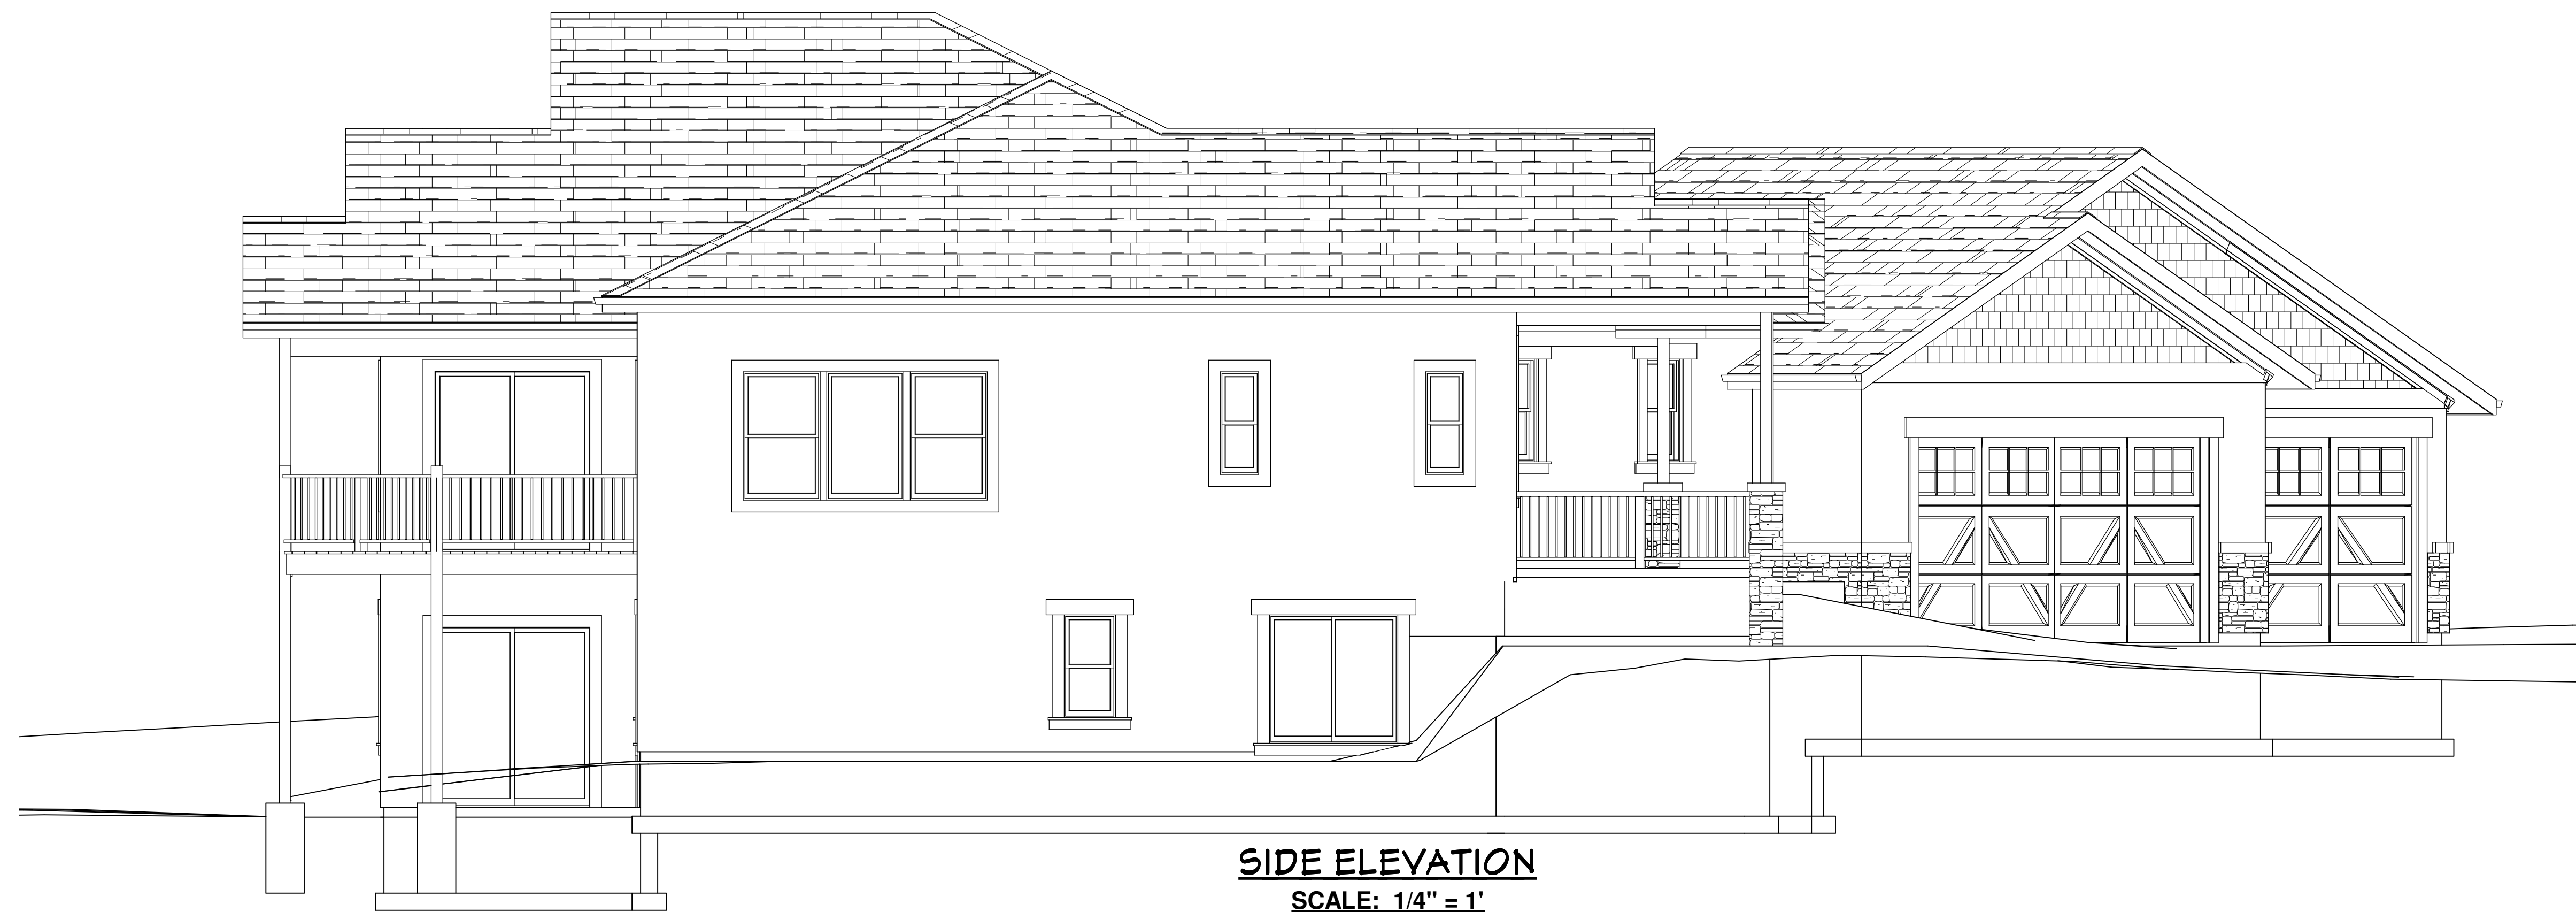 SIDE ELEVATION
SCALE: 1/4" = 1'